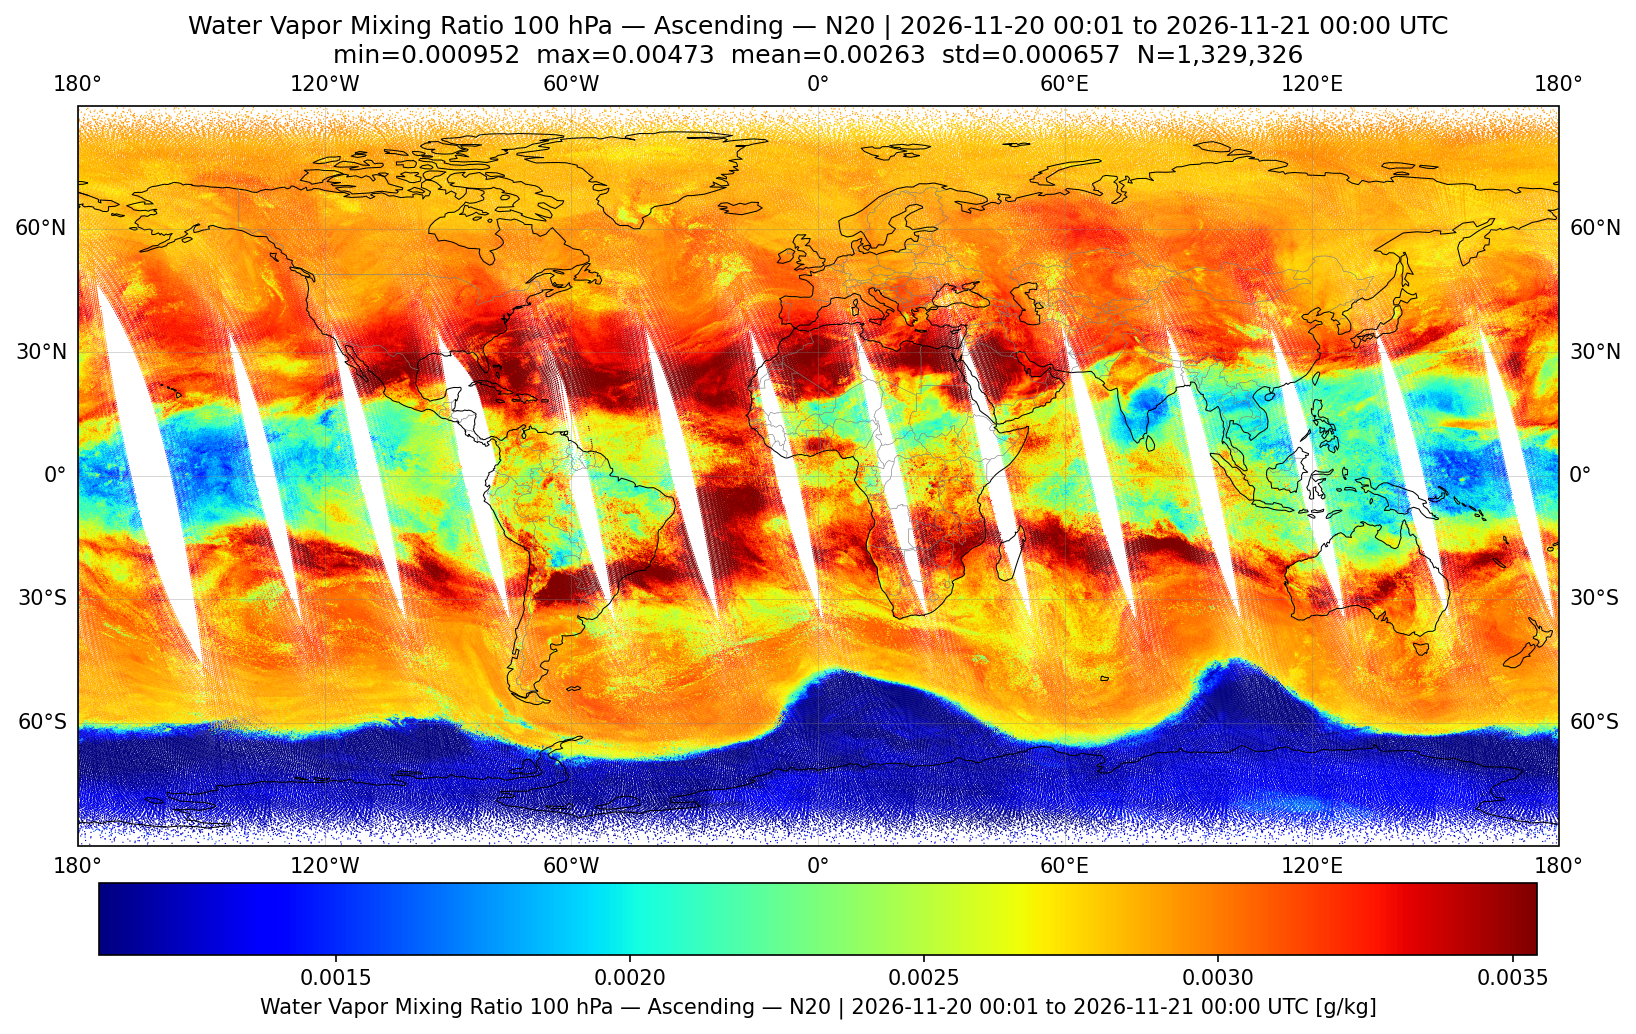 Water Vapor Mixing Ratio 100 hPa — Ascending — N20 | 2026-11-20 00:01 to 2026-11-21 00:00 UTC
min=0.000952 max=0.00473 mean=0.00263 std=0.000657 N=1,329,326
180° 120°W 60°W 0° 60°E 120°E 180°
60°N 60°N
30°N 30°N
0° 0°
30°S 30°S
60°S 60°S
180° 120°W 60°W 0° 60°E 120°E 180°
0.0015 0.0020 0.0025 0.0030 0.0035
Water Vapor Mixing Ratio 100 hPa — Ascending — N20 | 2026-11-20 00:01 to 2026-11-21 00:00 UTC [g/kg]